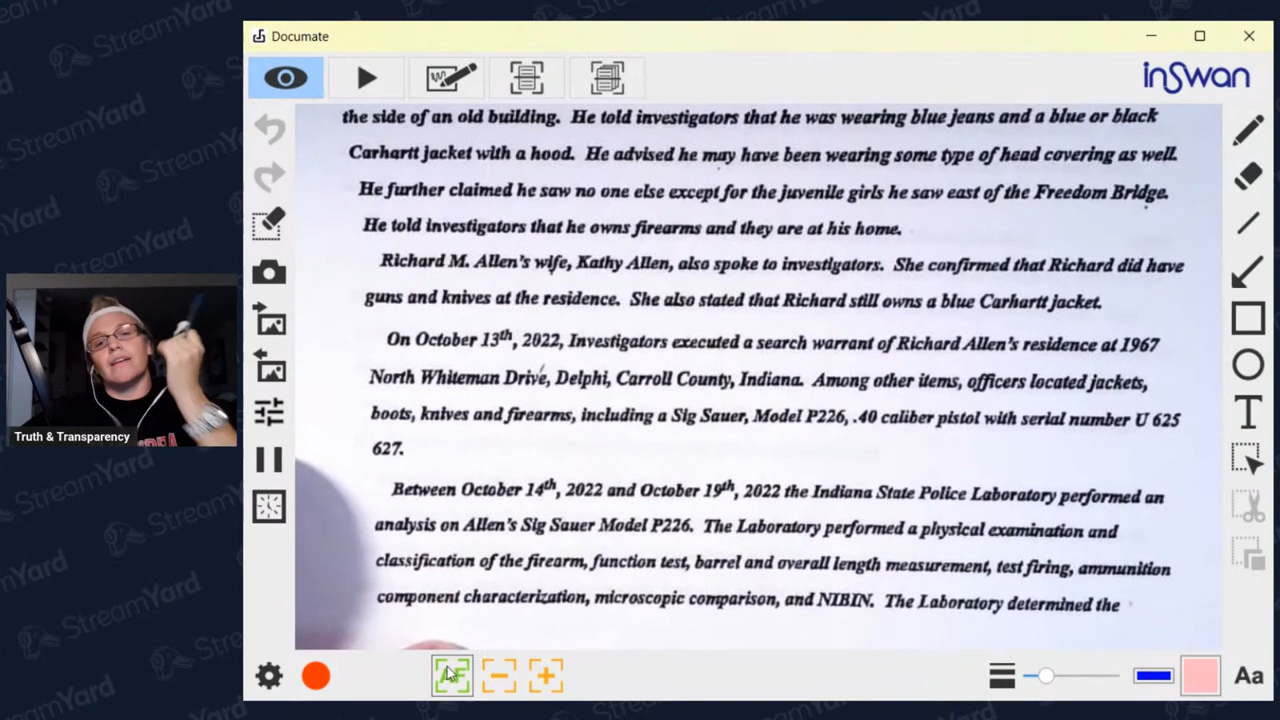 StreamYard
Documate
inSwan
the side of an old building. He told investigators that he was wearing blue jeans and a blue or black
Carhartt jacket with a hood. He advised he may have been wearing some type of head covering as well.
He further claimed he saw no one else except for the juvenile girls he saw east of the Freedom Bridge.
He told investigators that he owns firearms and they are at his home.
Richard M. Allen's wife, Kathy Allen, also spoke to investigators. She confirmed that Richard did have
guns and knives at the residence. She also stated that Richard still owns a blue Carhartt jacket.
On October 13th, 2022, Investigators executed a search warrant of Richard Allen's residence at 1967
North Whiteman Drive, Delphi, Carroll County, Indiana. Among other items, officers located jackets,
boots, knives and firearms, including a Sig Sauer, Model P226, .40 caliber pistol with serial number U 625
627.
Between October 14th, 2022 and October 19th, 2022 the Indiana State Police Laboratory performed an
analysis on Allen's Sig Sauer Model P226. The Laboratory performed a physical examination and
classification of the firearm, function test, barrel and overall length measurement, test firing, ammunition
component characterization, microscopic comparison, and NIBIN. The Laboratory determined the
Truth & Transparency
T
AF
Aa